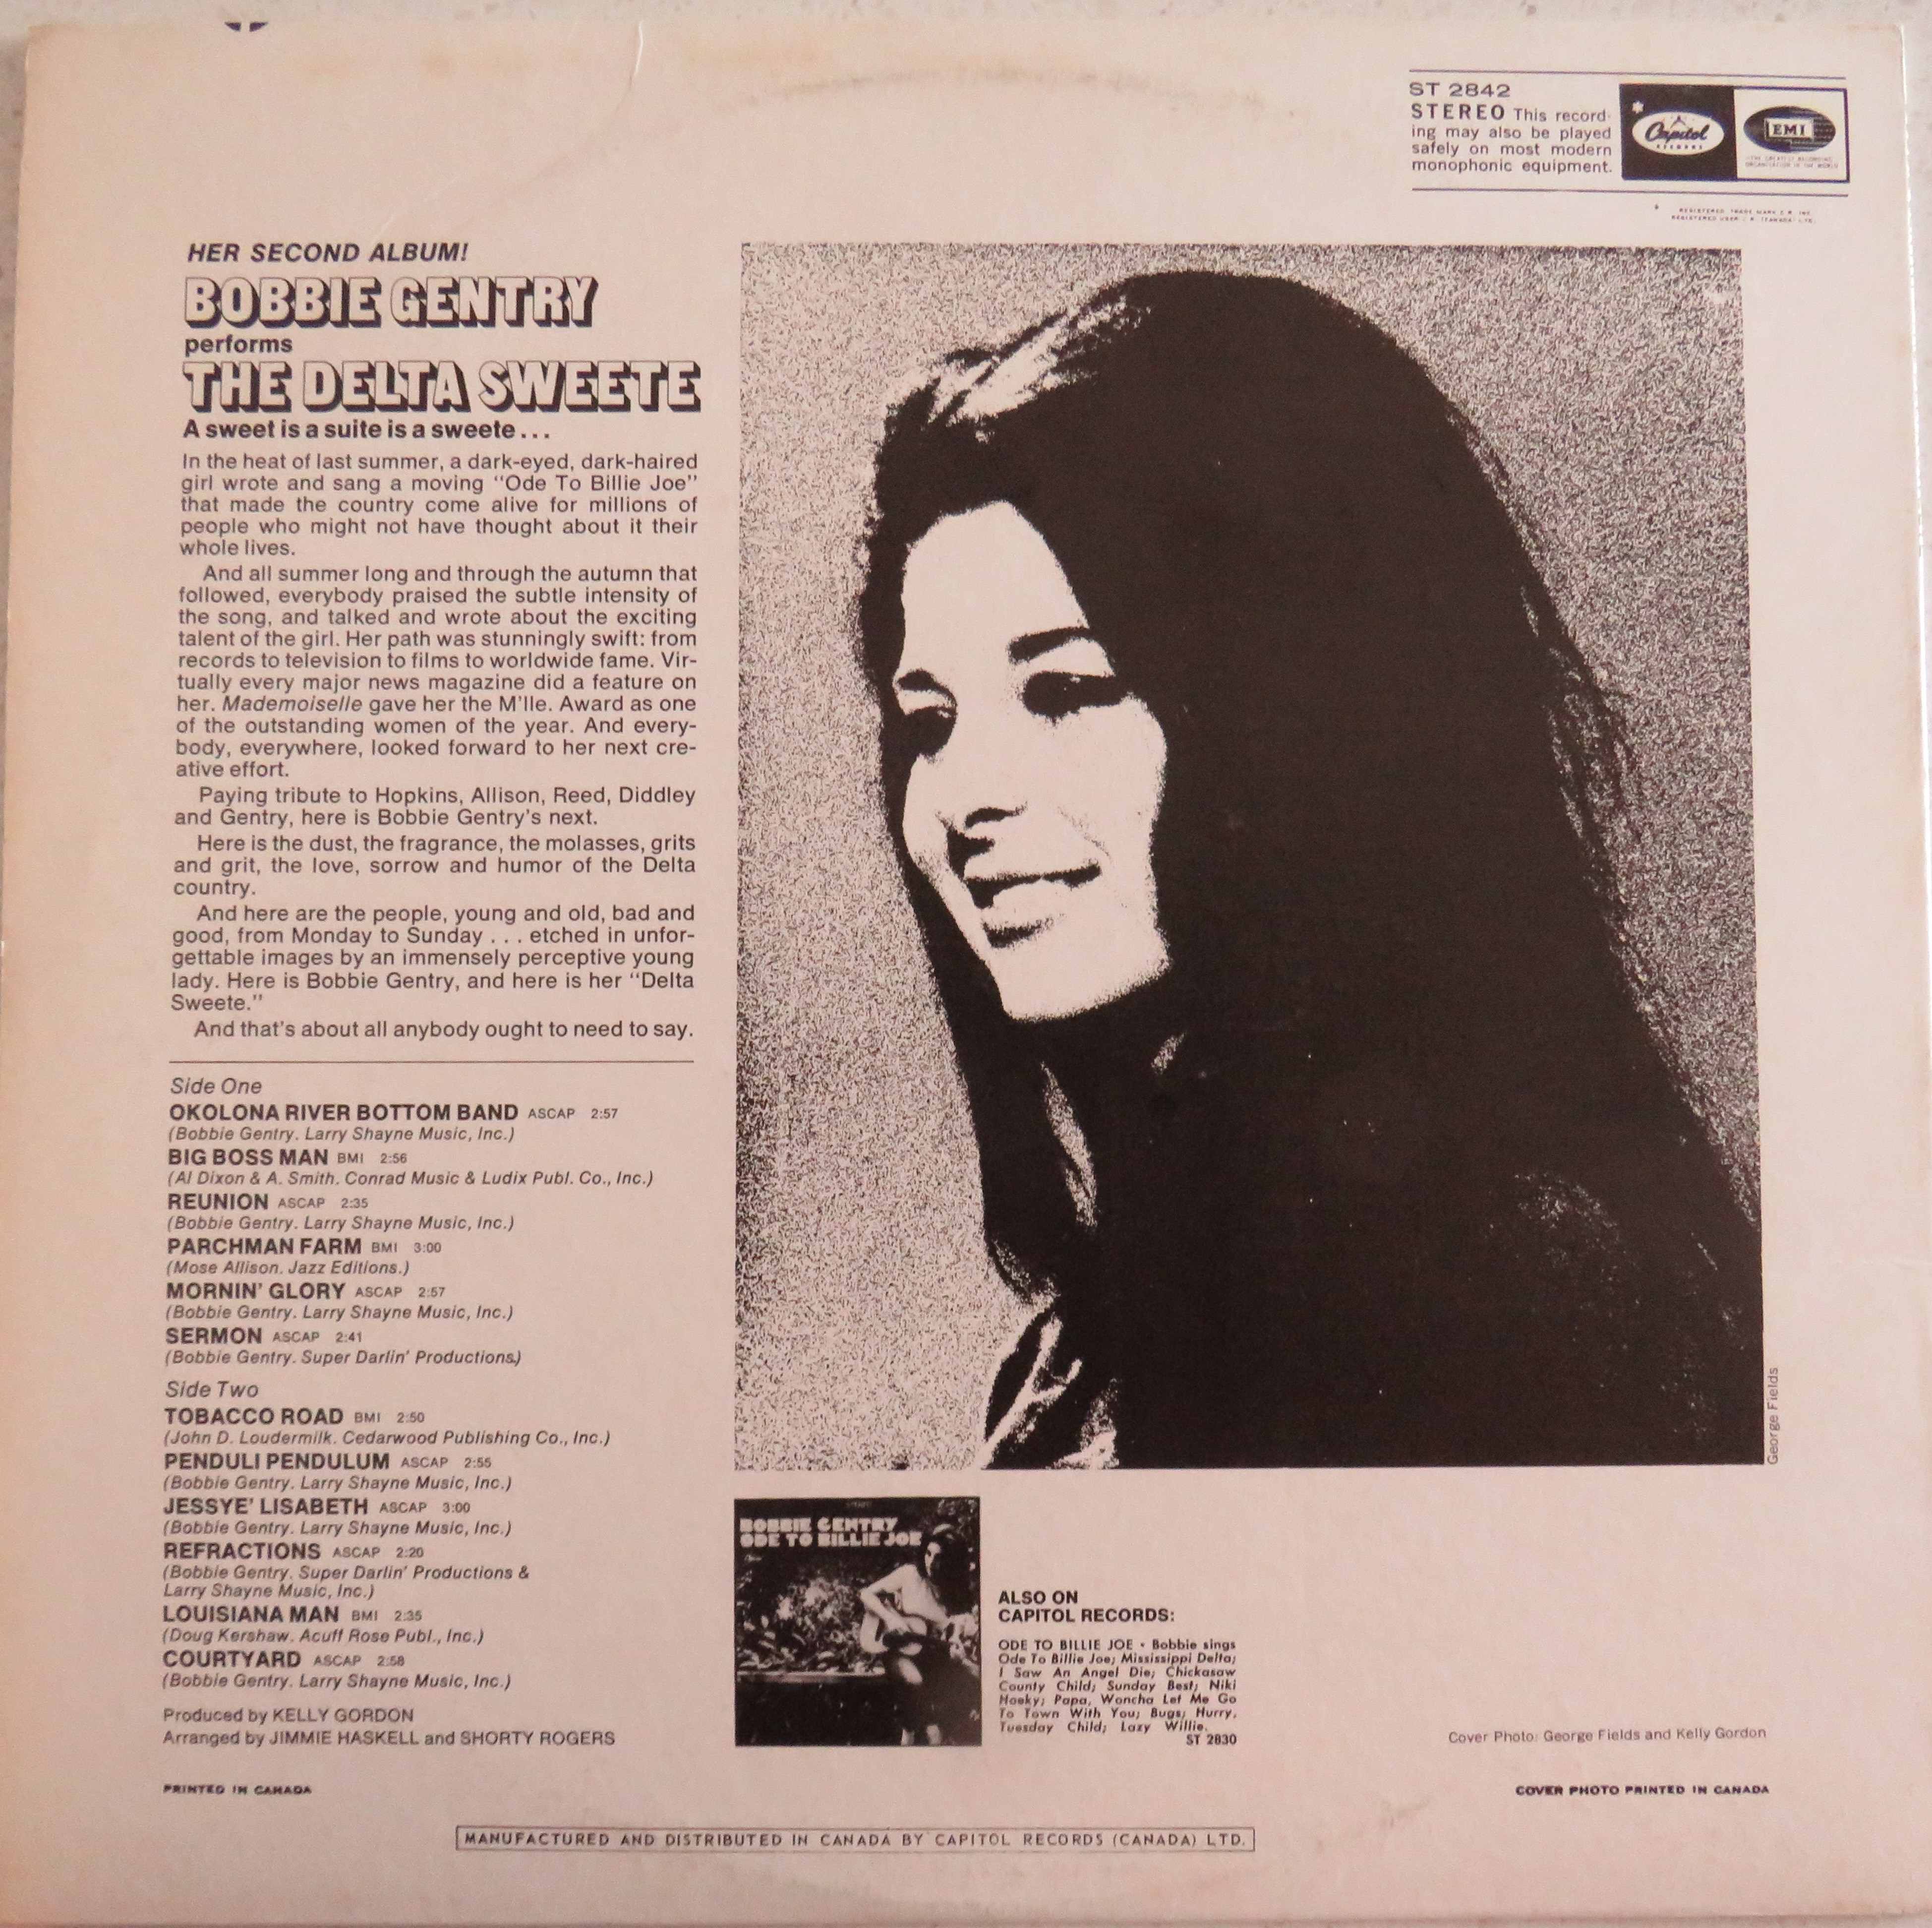 ST 2842
STEREO This record-
ing may also be played
safely on most modern
monophonic equipment.
Capitol
RECORDS
EMI
THE GREATEST RECORDING
ORGANISATION IN THE WORLD
HER SECOND ALBUM!
BOBBIE GENTRY
performs
THE DELTA SWEETE
A sweet is a suite is a sweete...
In the heat of last summer, a dark-eyed, dark-haired
girl wrote and sang a moving "Ode To Billie Joe"
that made the country come alive for millions of
people who might not have thought about it their
whole lives.
And all summer long and through the autumn that
followed, everybody praised the subtle intensity of
the song, and talked and wrote about the exciting
talent of the girl. Her path was stunningly swift: from
records to television to films to worldwide fame. Vir-
tually every major news magazine did a feature on
her. Mademoiselle gave her the M'lle. Award as one
of the outstanding women of the year. And every-
body, everywhere, looked forward to her next cre-
ative effort.
Paying tribute to Hopkins, Allison, Reed, Diddley
and Gentry, here is Bobbie Gentry's next.
Here is the dust, the fragrance, the molasses, grits
and grit, the love, sorrow and humor of the Delta
country.
And here are the people, young and old, bad and
good, from Monday to Sunday . . . etched in unfor-
gettable images by an immensely perceptive young
lady. Here is Bobbie Gentry, and here is her "Delta
Sweete."
And that's about all anybody ought to need to say.
Side One
OKOLONA RIVER BOTTOM BAND ASCAP 2:57
(Bobbie Gentry. Larry Shayne Music, Inc.)
BIG BOSS MAN BMI 2:56
(Al Dixon & A. Smith. Conrad Music & Ludix Publ. Co., Inc.)
REUNION ASCAP 2:35
(Bobbie Gentry. Larry Shayne Music, Inc.)
PARCHMAN FARM BMI 3:00
(Mose Allison. Jazz Editions.)
MORNIN' GLORY ASCAP 2:57
(Bobbie Gentry. Larry Shayne Music, Inc.)
SERMON ASCAP 2:41
(Bobbie Gentry. Super Darlin' Productions)
Side Two
TOBACCO ROAD BMI 2:50
(John D. Loudermilk. Cedarwood Publishing Co., Inc.)
PENDULI PENDULUM ASCAP 2:55
(Bobbie Gentry. Larry Shayne Music, Inc.)
JESSYE' LISABETH ASCAP 3:00
(Bobbie Gentry. Larry Shayne Music, Inc.)
REFRACTIONS ASCAP 2:20
(Bobbie Gentry. Super Darlin' Productions &
Larry Shayne Music, Inc.)
LOUISIANA MAN BMI 2:35
(Doug Kershaw. Acuff Rose Publ., Inc.)
COURTYARD ASCAP 2:58
(Bobbie Gentry. Larry Shayne Music, Inc.)
Produced by KELLY GORDON
Arranged by JIMMIE HASKELL and SHORTY ROGERS
PRINTED IN CANADA
George Fields
STEREO
BOBBIE GENTRY
ODE TO BILLIE JOE
ALSO ON
CAPITOL RECORDS:
ODE TO BILLIE JOE • Bobbie sings
Ode To Billie Joe; Mississippi Delta;
I Saw An Angel Die; Chickasaw
County Child; Sunday Best; Niki
Hoeky; Papa, Woncha Let Me Go
To Town With You; Bugs; Hurry,
Tuesday Child; Lazy Willie.
ST 2830
Cover Photo: George Fields and Kelly Gordon
COVER PHOTO PRINTED IN CANADA
MANUFACTURED AND DISTRIBUTED IN CANADA BY CAPITOL RECORDS (CANADA) LTD.